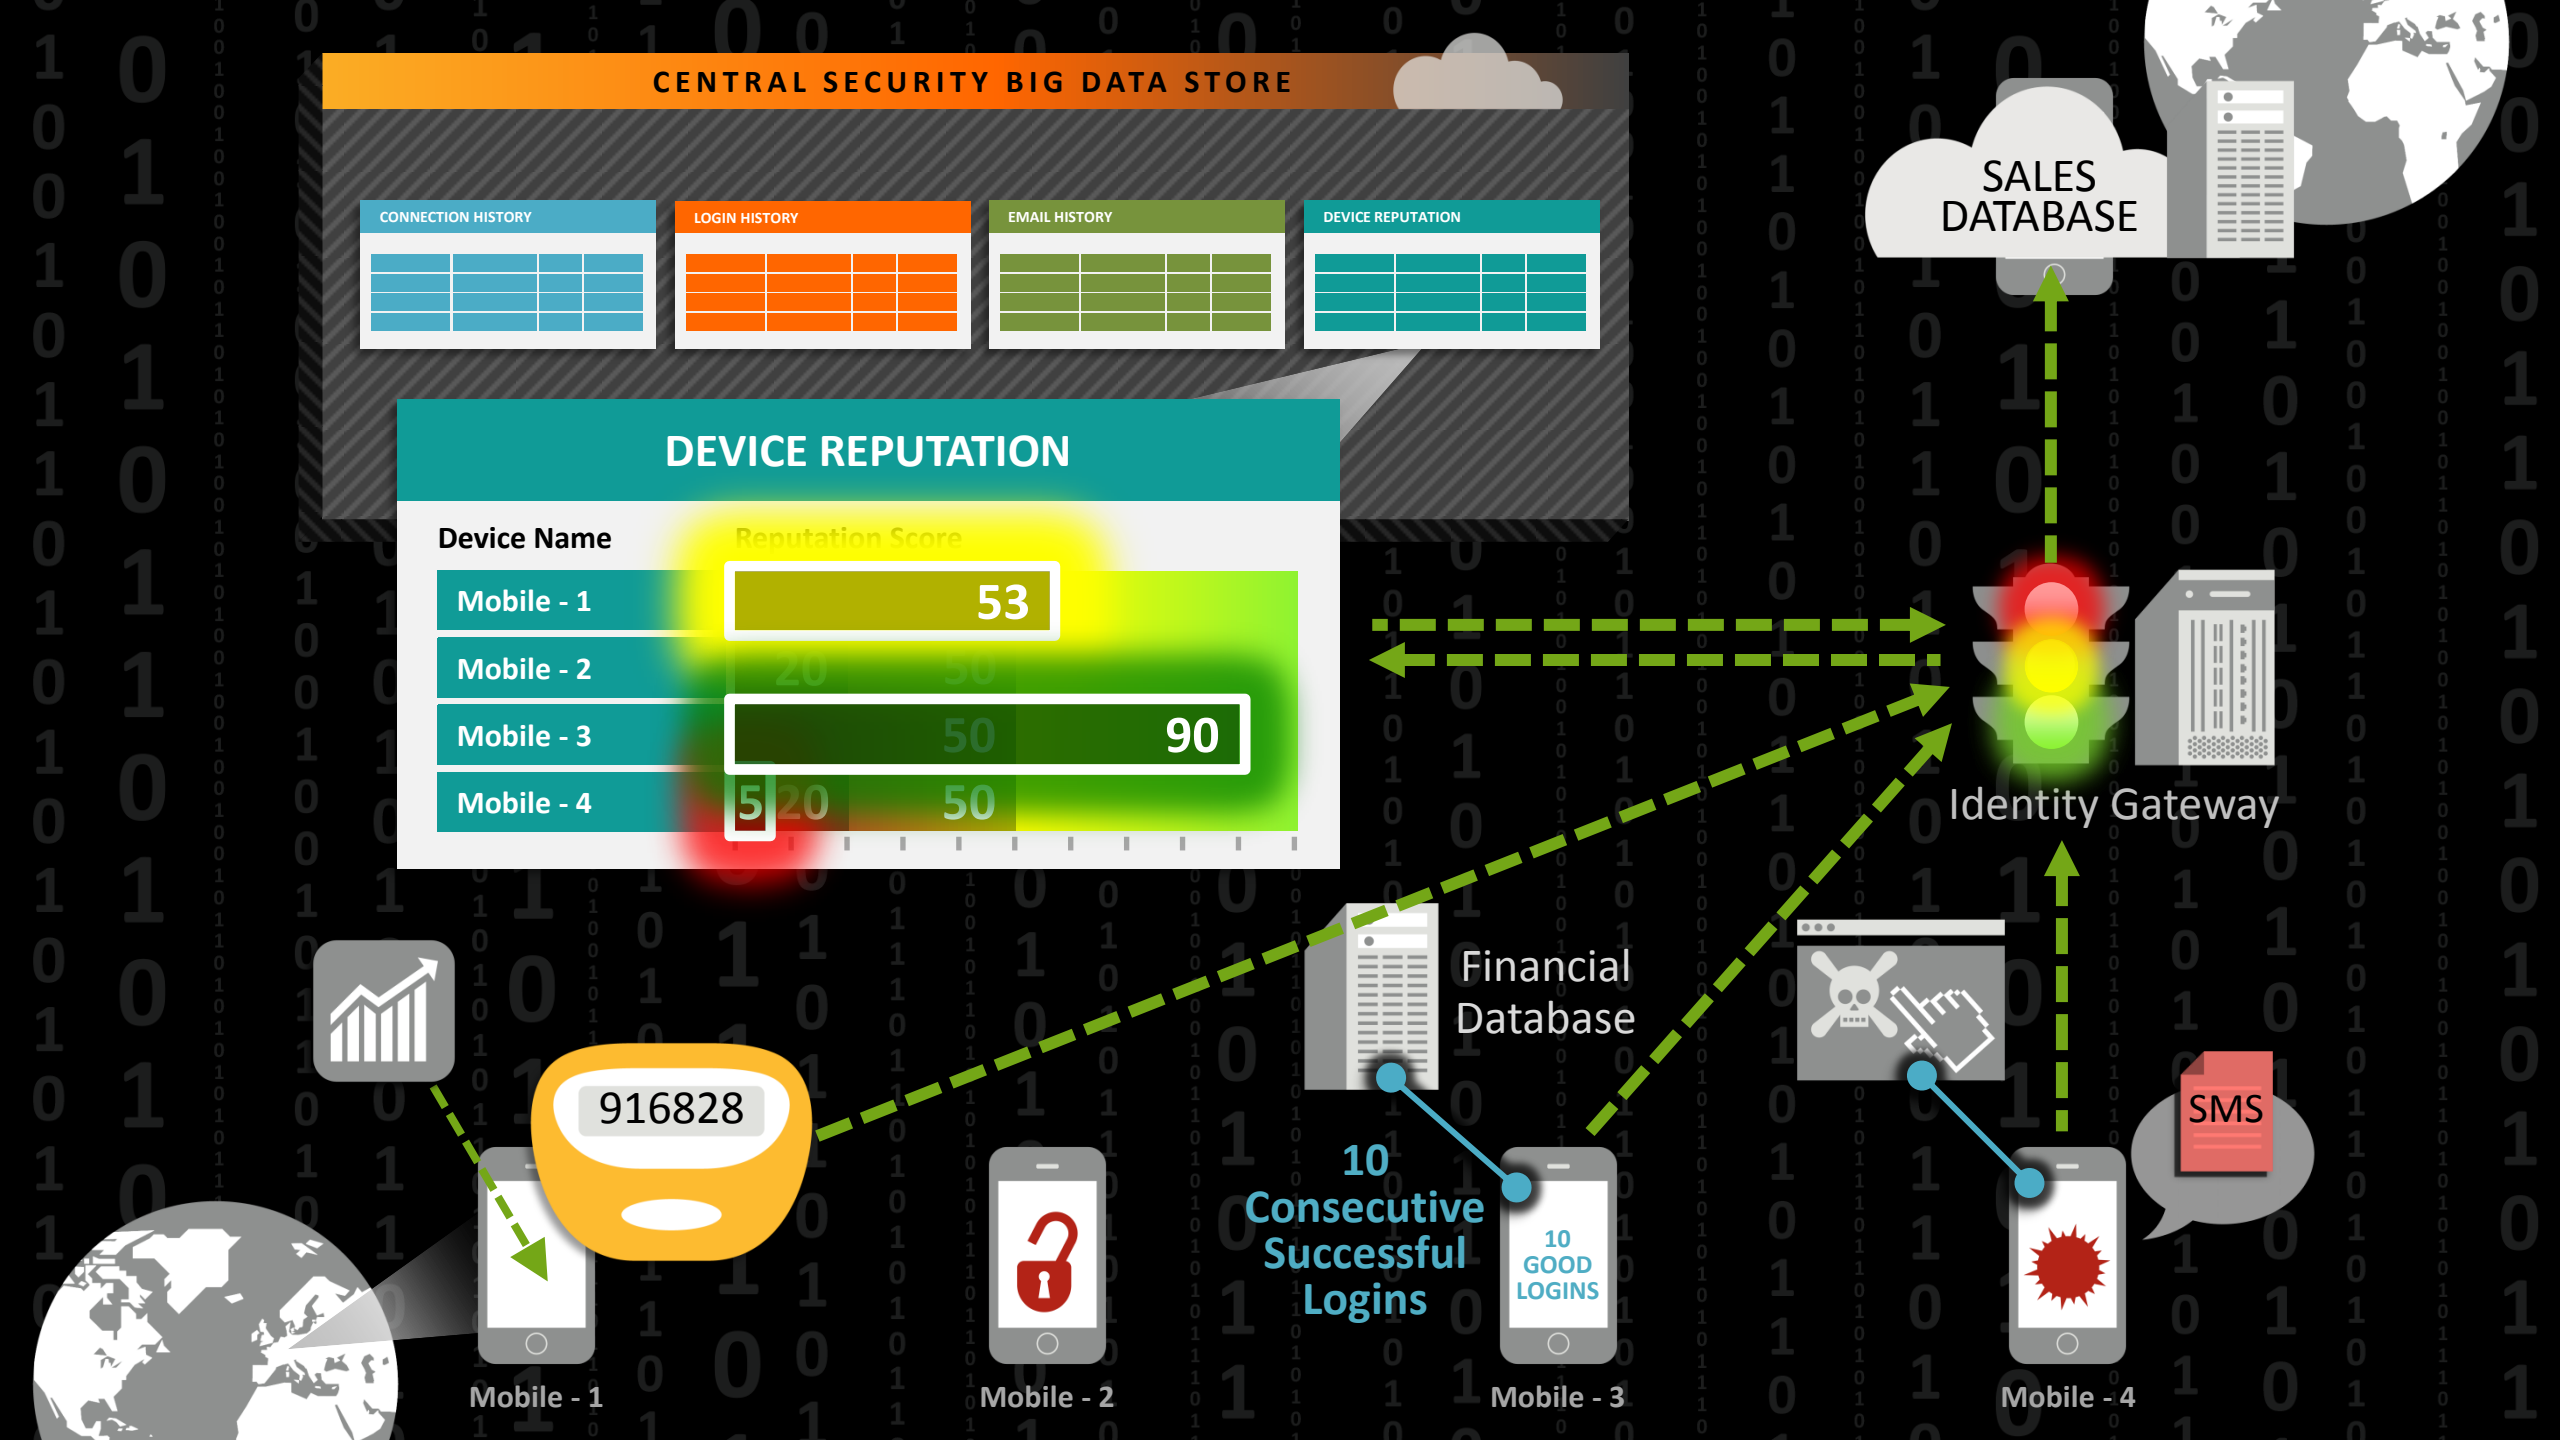 CENTRAL SECURITY BIG DATA STORE
CONNECTION HISTORY
LOGIN HISTORY
EMAIL HISTORY
DEVICE REPUTATION
SALES
DATABASE
DEVICE REPUTATION
Device Name
Reputation Score
Mobile - 1
53
Mobile - 2
20
50
Mobile - 3
50
90
Mobile - 4
5
20
50
Identity Gateway
Financial
Database
916828
SMS
10
Consecutive
Successful
Logins
10
GOOD
LOGINS
Mobile - 1
Mobile - 2
Mobile - 3
Mobile - 4